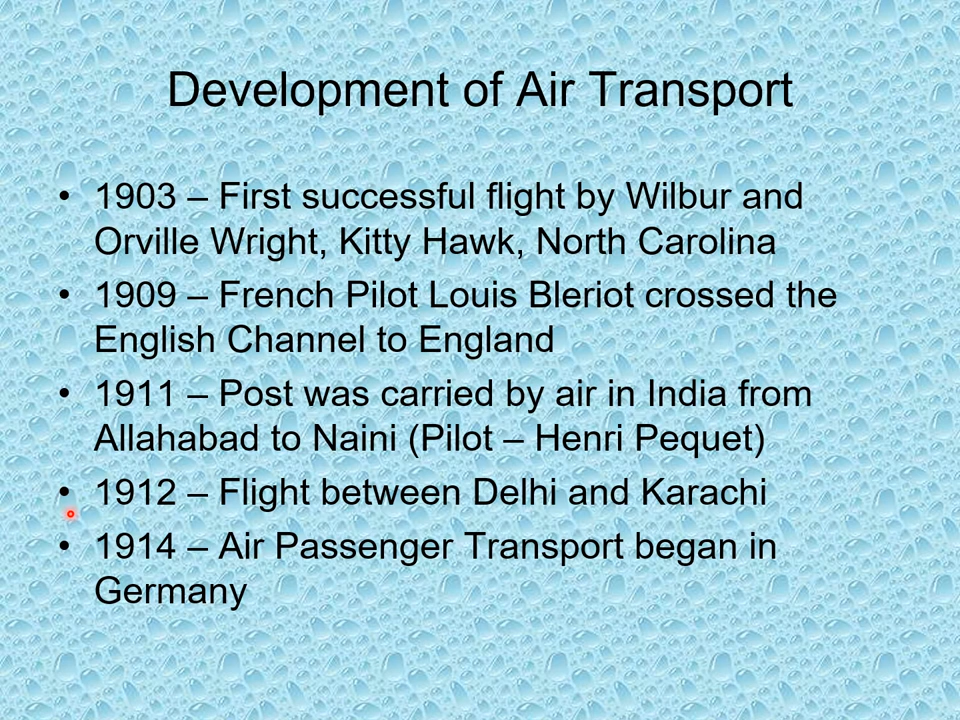 Development of Air Transport
• 1903 – First successful flight by Wilbur and
Orville Wright, Kitty Hawk, North Carolina
• 1909 – French Pilot Louis Bleriot crossed the
English Channel to England
• 1911 – Post was carried by air in India from
Allahabad to Naini (Pilot – Henri Pequet)
• 1912 – Flight between Delhi and Karachi
• 1914 – Air Passenger Transport began in
Germany